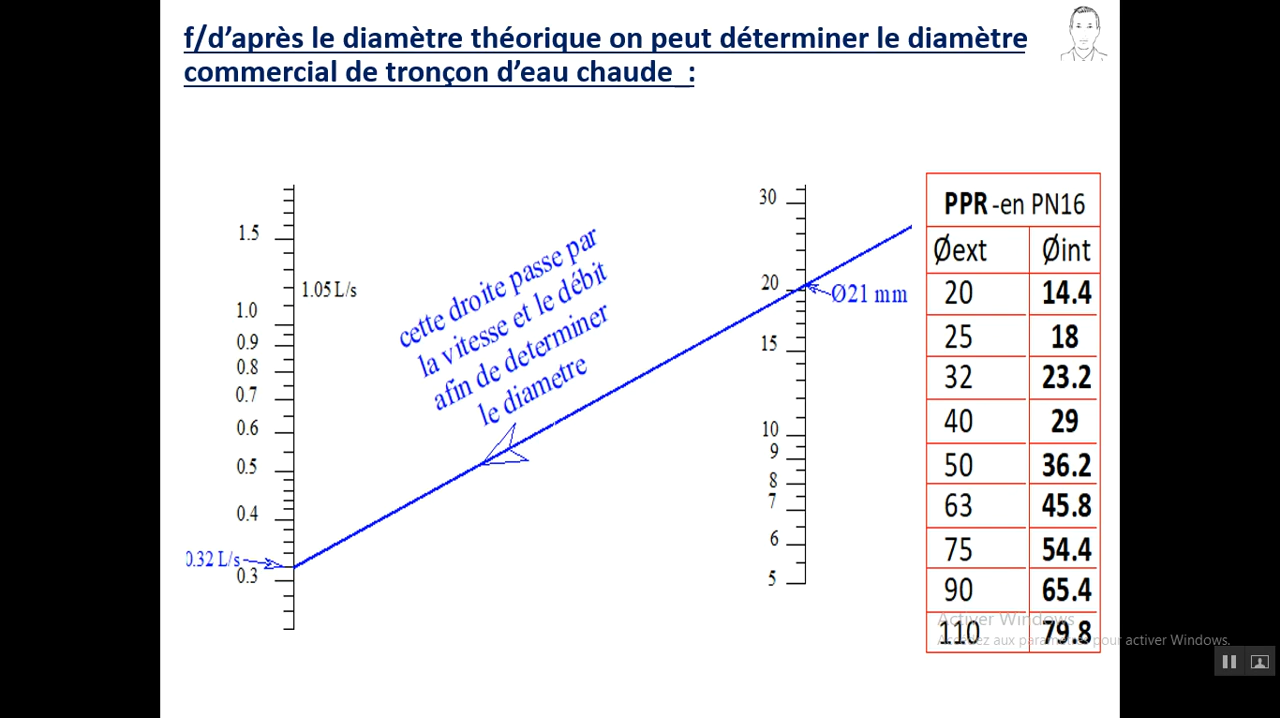 f/d'après le diamètre théorique on peut déterminer le diamètre
commercial de tronçon d'eau chaude  :
1.5
1.05 L/s
1.0
0.9
0.8
0.7
0.6
0.5
0.4
0.32 L/s
0.3
cette droite passe par
la vitesse et le débit
afin de determiner
le diametre
30
20
Ø21 mm
15
10
9
8
7
6
5
PPR -en PN16
Øext Øint
20 14.4
25 18
32 23.2
40 29
50 36.2
63 45.8
75 54.4
90 65.4
110 79.8
Activer Windows
Accédez aux paramètres pour activer Windows.